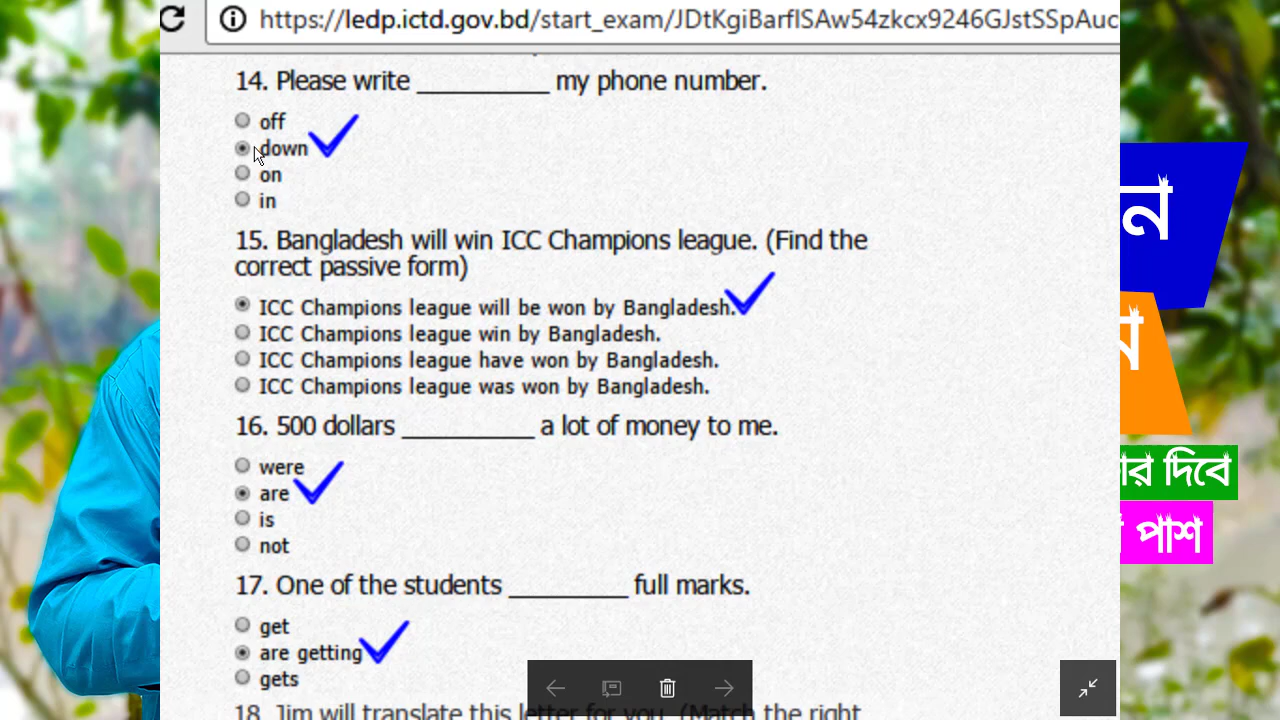 https://ledp.ictd.gov.bd/start_exam/JDtKgiBarflSAw54zkcx9246GJstSSpAuc
14. Please write __________ my phone number.
off
down
on
in
15. Bangladesh will win ICC Champions league. (Find the
correct passive form)
ICC Champions league will be won by Bangladesh.
ICC Champions league win by Bangladesh.
ICC Champions league have won by Bangladesh.
ICC Champions league was won by Bangladesh.
16. 500 dollars __________ a lot of money to me.
were
are
is
not
17. One of the students _________ full marks.
get
are getting
gets
18. Jim will translate this letter for you. (Match the right
দিবে
পাশ